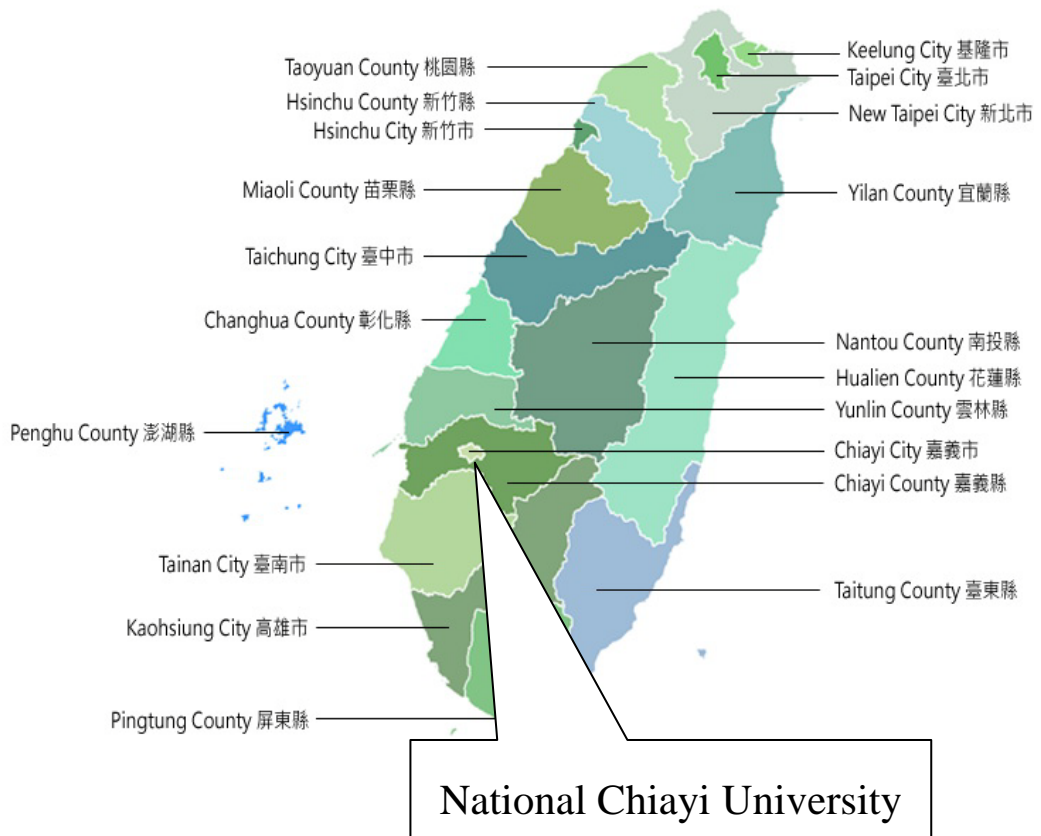 Keelung City 基隆市
Taoyuan County 桃園縣
Taipei City 臺北市
Hsinchu County 新竹縣
New Taipei City 新北市
Hsinchu City 新竹市
Miaoli County 苗栗縣
Yilan County 宜蘭縣
Taichung City 臺中市
Changhua County 彰化縣
Nantou County 南投縣
Hualien County 花蓮縣
Yunlin County 雲林縣
Penghu County 澎湖縣
Chiayi City 嘉義市
Chiayi County 嘉義縣
Tainan City 臺南市
Taitung County 臺東縣
Kaohsiung City 高雄市
Pingtung County 屏東縣
National Chiayi University